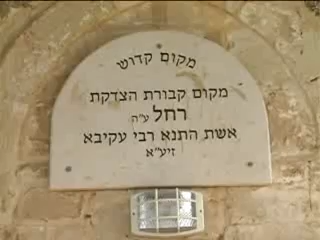 מקום קדוש
מקום קבורת הצדקת
רחל ע"ה
אשת התנא רבי עקיבא
זיע"א